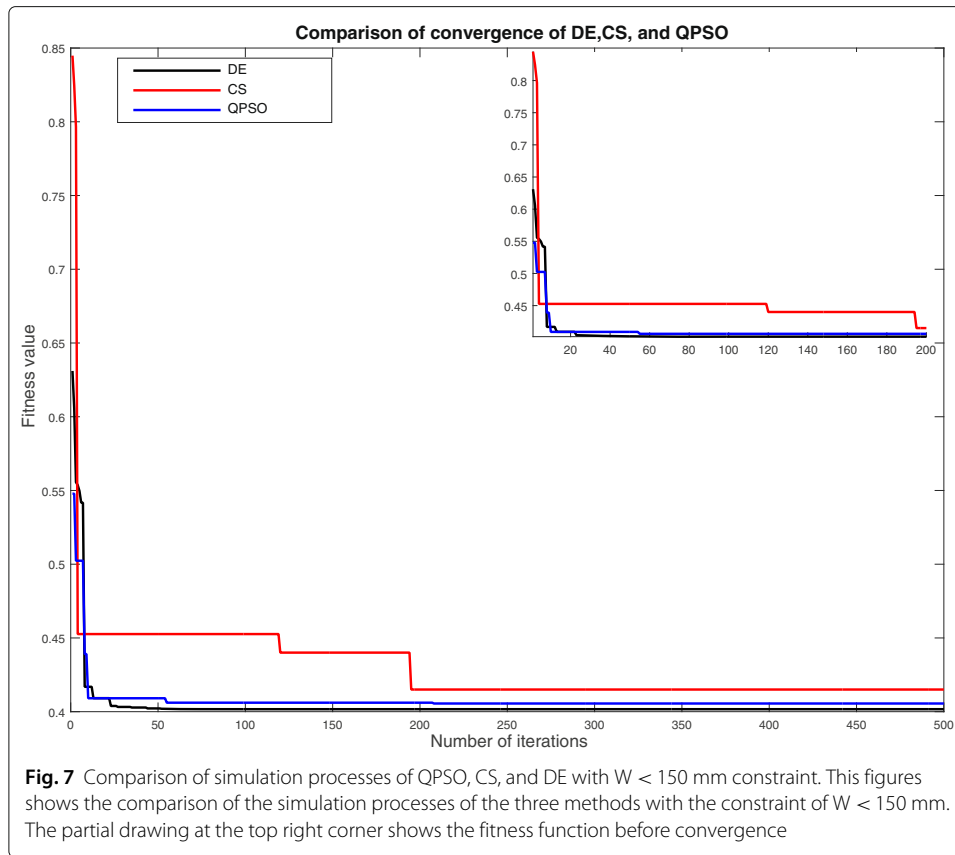 Comparison of convergence of DE,CS, and QPSO
DE
CS
QPSO
Fitness value
0.85
0.8
0.75
0.7
0.65
0.6
0.55
0.5
0.45
0.4
0.8
0.75
0.7
0.65
0.6
0.55
0.5
0.45
20 40 60 80 100 120 140 160 180 200
0 50 100 150 200 250 300 350 400 450 500
Number of iterations
Fig. 7 Comparison of simulation processes of QPSO, CS, and DE with W < 150 mm constraint. This figures
shows the comparison of the simulation processes of the three methods with the constraint of W < 150 mm.
The partial drawing at the top right corner shows the fitness function before convergence